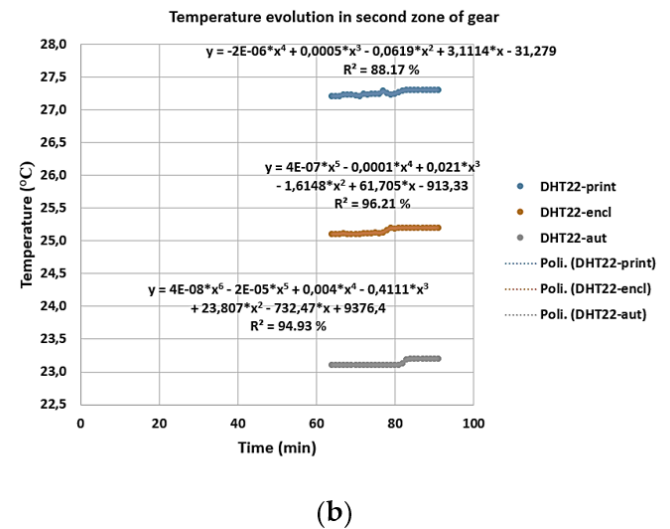 Temperature evolution in second zone of gear
28,0
27,5
27,0
26,5
26,0
25,5
25,0
24,5
24,0
23,5
23,0
22,5
Temperature (°C)
y = -2E-06*x⁴ + 0,0005*x³ - 0,0619*x² + 3,1114*x - 31,279
R² = 88.17 %
y = 4E-07*x⁵ - 0,0001*x⁴ + 0,021*x³
- 1,6148*x² + 61,705*x - 913,33
R² = 96.21 %
y = 4E-08*x⁶ - 2E-05*x⁵ + 0,004*x⁴ - 0,4111*x³
+ 23,807*x² - 732,47*x + 9376,4
R² = 94.93 %
0 20 40 60 80 100
Time (min)
DHT22-print
DHT22-encl
DHT22-aut
Poli. (DHT22-print)
Poli. (DHT22-encl)
Poli. (DHT22-aut)
(b)